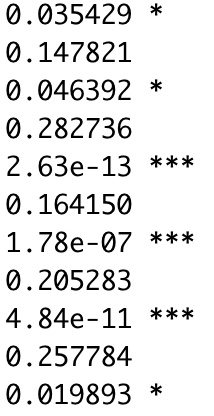 0.035429 *
0.147821
0.046392 *
0.282736
2.63e-13 ***
0.164150
1.78e-07 ***
0.205283
4.84e-11 ***
0.257784
0.019893 *